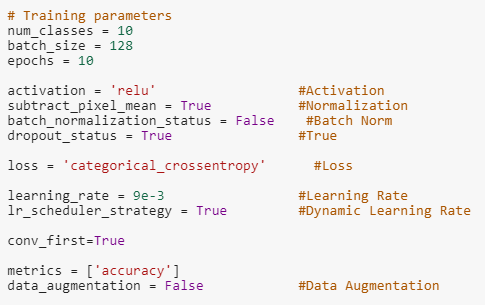 # Training parameters
num_classes = 10
batch_size = 128
epochs = 10
activation = 'relu' #Activation
subtract_pixel_mean = True #Normalization
batch_normalization_status = False #Batch Norm
dropout_status = True #True
loss = 'categorical_crossentropy' #Loss
learning_rate = 9e-3 #Learning Rate
lr_scheduler_strategy = True #Dynamic Learning Rate
conv_first=True
metrics = ['accuracy']
data_augmentation = False #Data Augmentation